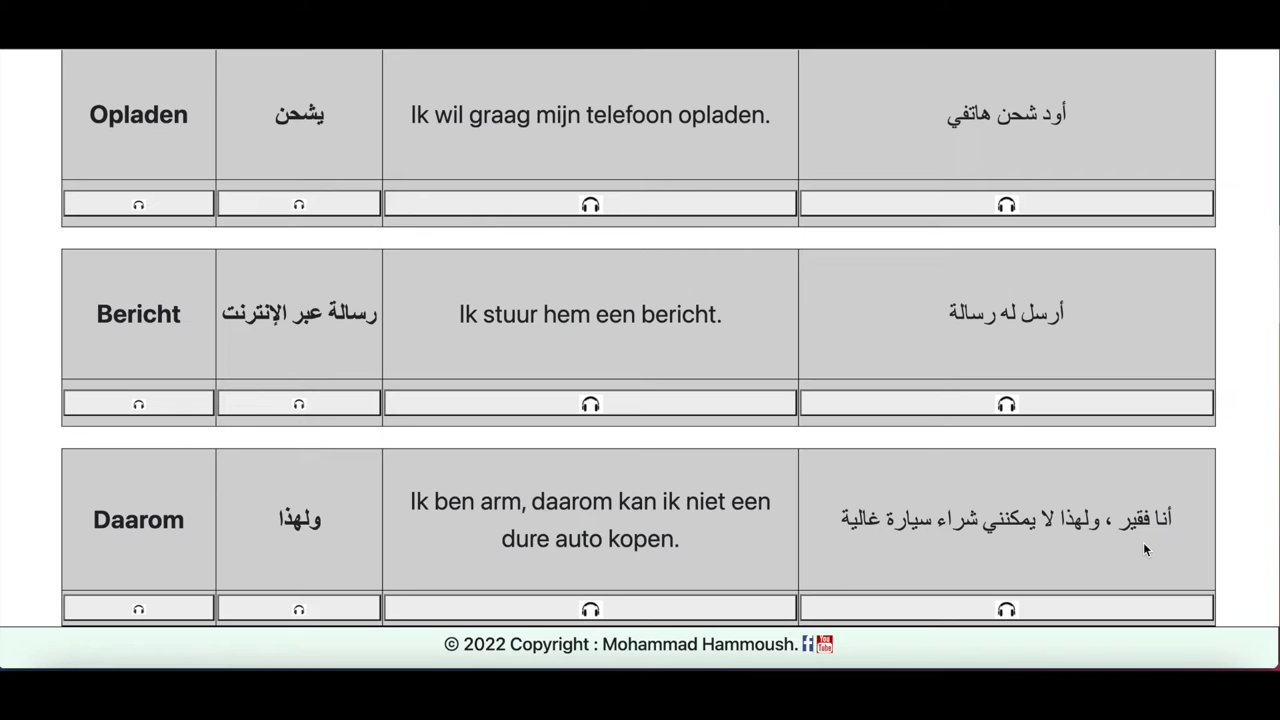 Opladen
يشحن
Ik wil graag mijn telefoon opladen.
أود شحن هاتفي
Bericht
رسالة عبر الإنترنت
Ik stuur hem een bericht.
أرسل له رسالة
Daarom
ولهذا
Ik ben arm, daarom kan ik niet een
dure auto kopen.
أنا فقير ، ولهذا لا يمكنني شراء سيارة غالية
© 2022 Copyright : Mohammad Hammoush. f You Tube